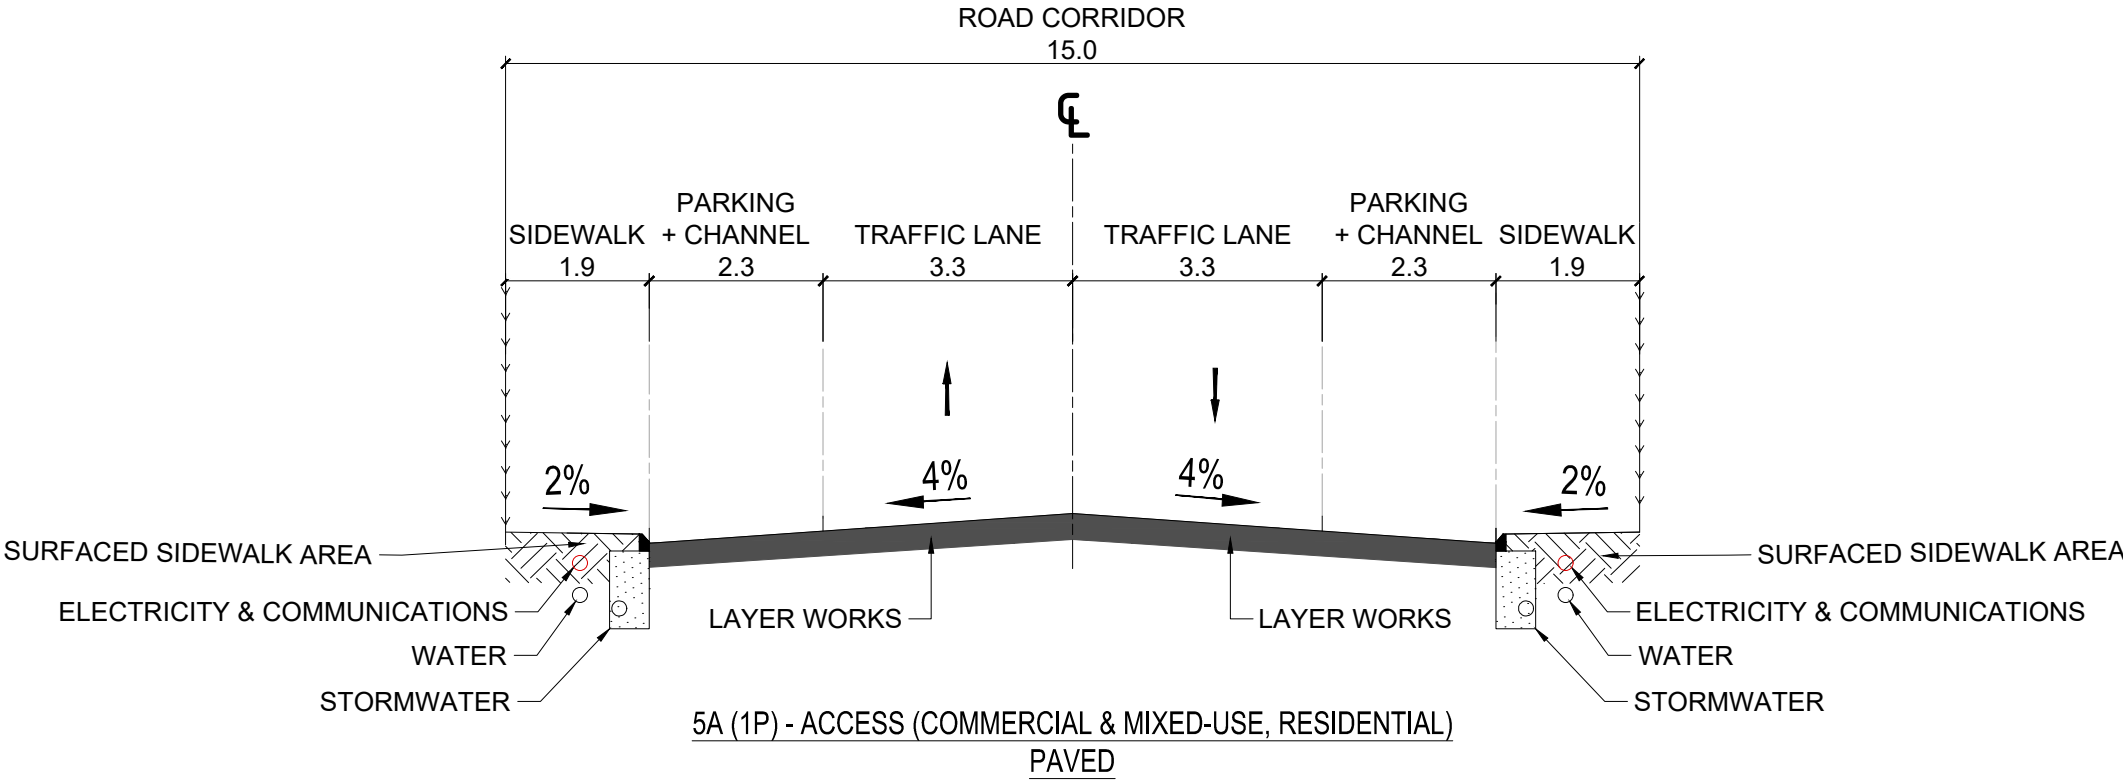 ROAD CORRIDOR
15.0
℄
PARKING
+ CHANNEL
PARKING
+ CHANNEL
SIDEWALK
TRAFFIC LANE
TRAFFIC LANE
SIDEWALK
1.9
2.3
3.3
3.3
2.3
1.9
2%
4%
4%
2%
SURFACED SIDEWALK AREA
SURFACED SIDEWALK AREA
ELECTRICITY & COMMUNICATIONS
LAYER WORKS
LAYER WORKS
ELECTRICITY & COMMUNICATIONS
WATER
WATER
STORMWATER
STORMWATER
5A (1P) - ACCESS (COMMERCIAL & MIXED-USE, RESIDENTIAL)
PAVED